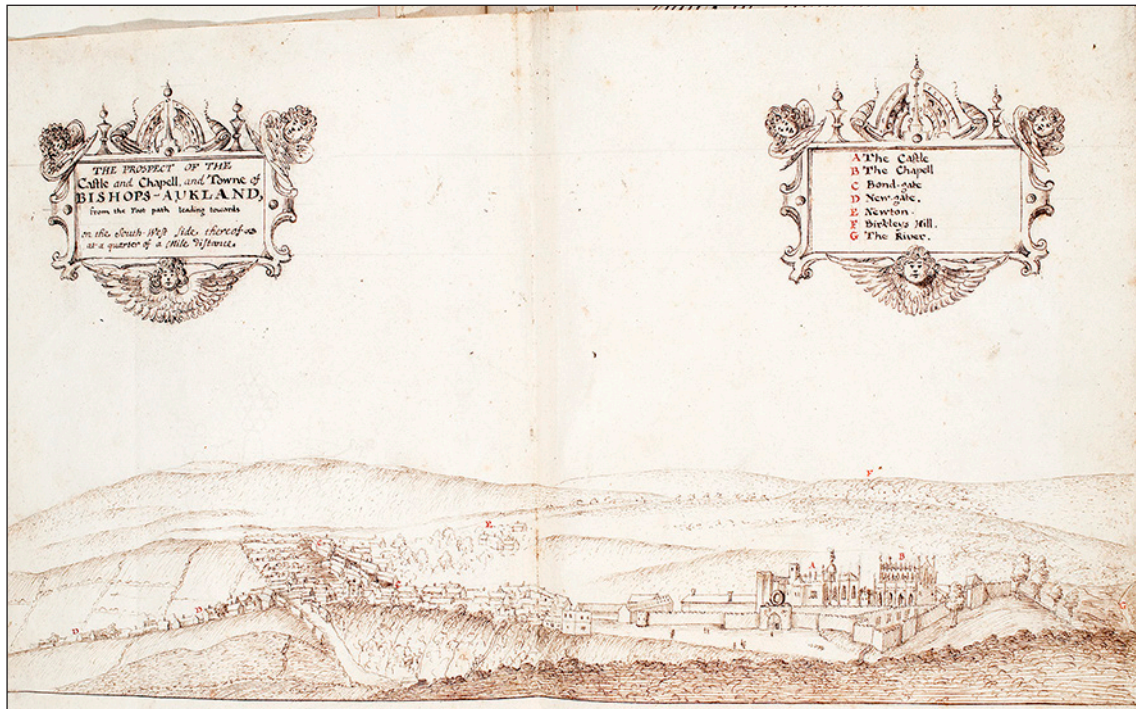 THE PROSPECT OF THE
Castle and Chapell, and Towne of
BISHOPS-AUKLAND,
from the Foot path leading towards
on the South-West side thereof
at a quarter of a Mile Distance.
A The Castle
B The Chapell
C Bond-gate
D New-gate.
E Newton.
F Birkleys Hill.
G The River.
F
E
C
A
B
C
D
D
G